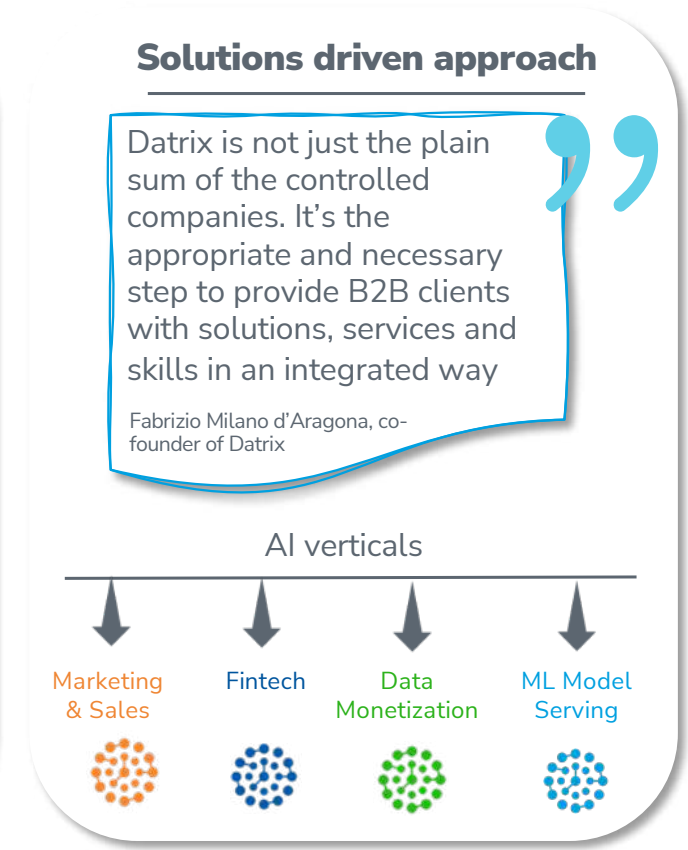 Solutions driven approach
Datrix is not just the plain
sum of the controlled
companies. It’s the
appropriate and necessary
step to provide B2B clients
with solutions, services and
skills in an integrated way
Fabrizio Milano d’Aragona, co-
founder of Datrix
AI verticals
Marketing
& Sales
Fintech
Data
Monetization
ML Model
Serving